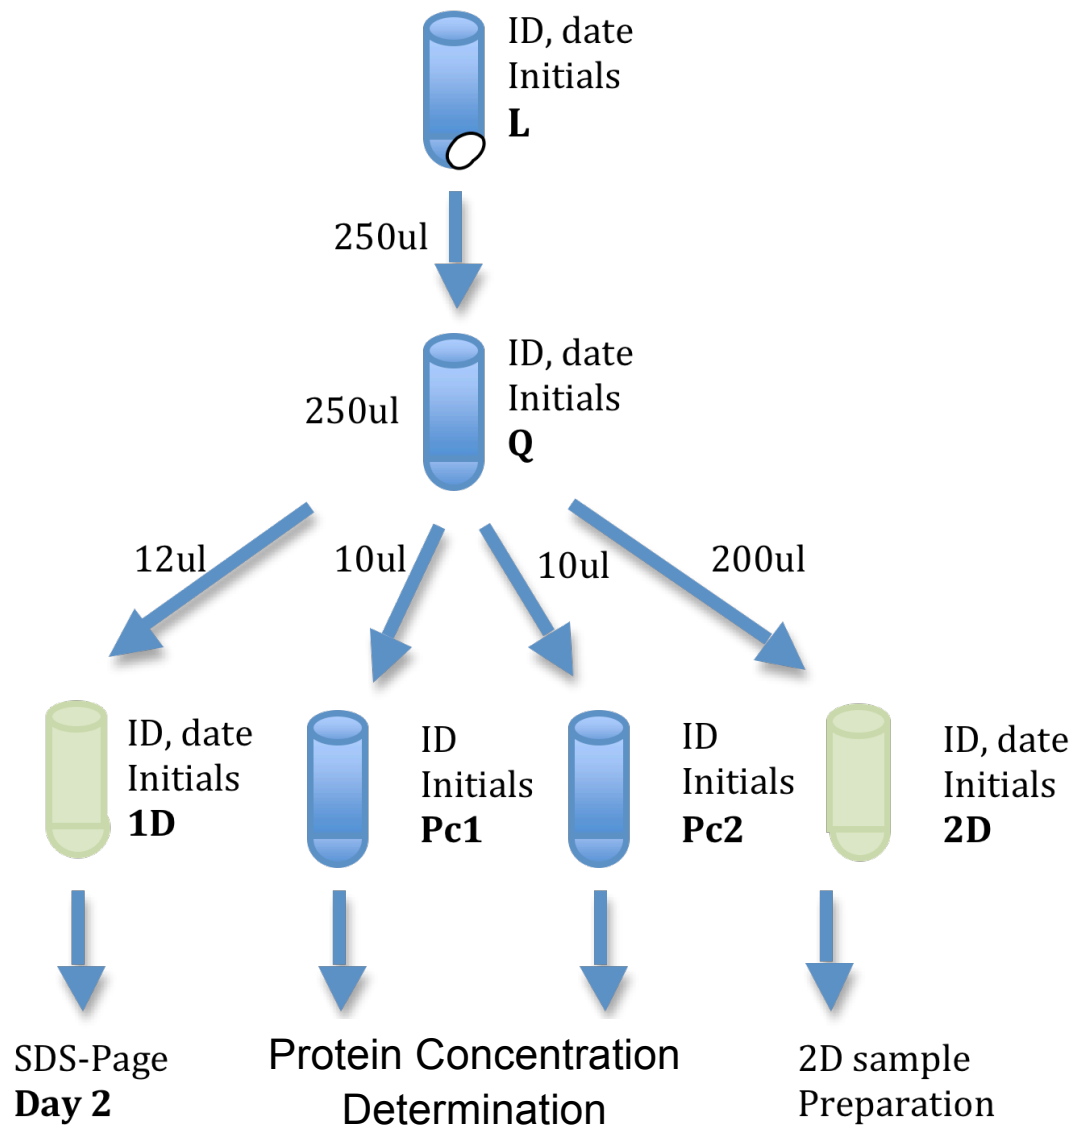 ID, date
Initials
L
250ul
250ul
ID, date
Initials
Q
12ul
10ul
10ul
200ul
ID, date
Initials
1D
ID
Initials
Pc1
ID
Initials
Pc2
ID, date
Initials
2D
SDS-Page
Day 2
Protein Concentration
Determination
2D sample
Preparation